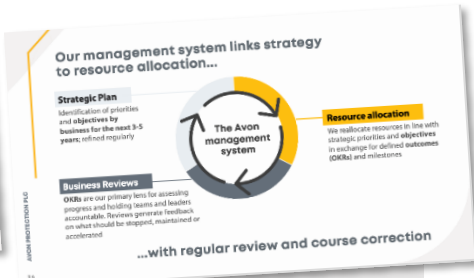 Our management system links strategy
to resource allocation...
Strategic Plan
Identification of priorities
and objectives by
business for the next 3-5
years; refined regularly
The Avon
management
system
Resource allocation
We reallocate resources in line with
strategic priorities and objectives
in exchange for defined outcomes
(OKRs) and milestones
Business Reviews
OKRs are our primary lens for assessing
progress and holding teams and leaders
accountable. Reviews generate feedback
on what should be stopped, maintained or
accelerated
...with regular review and course correction
AVON PROTECTION PLC